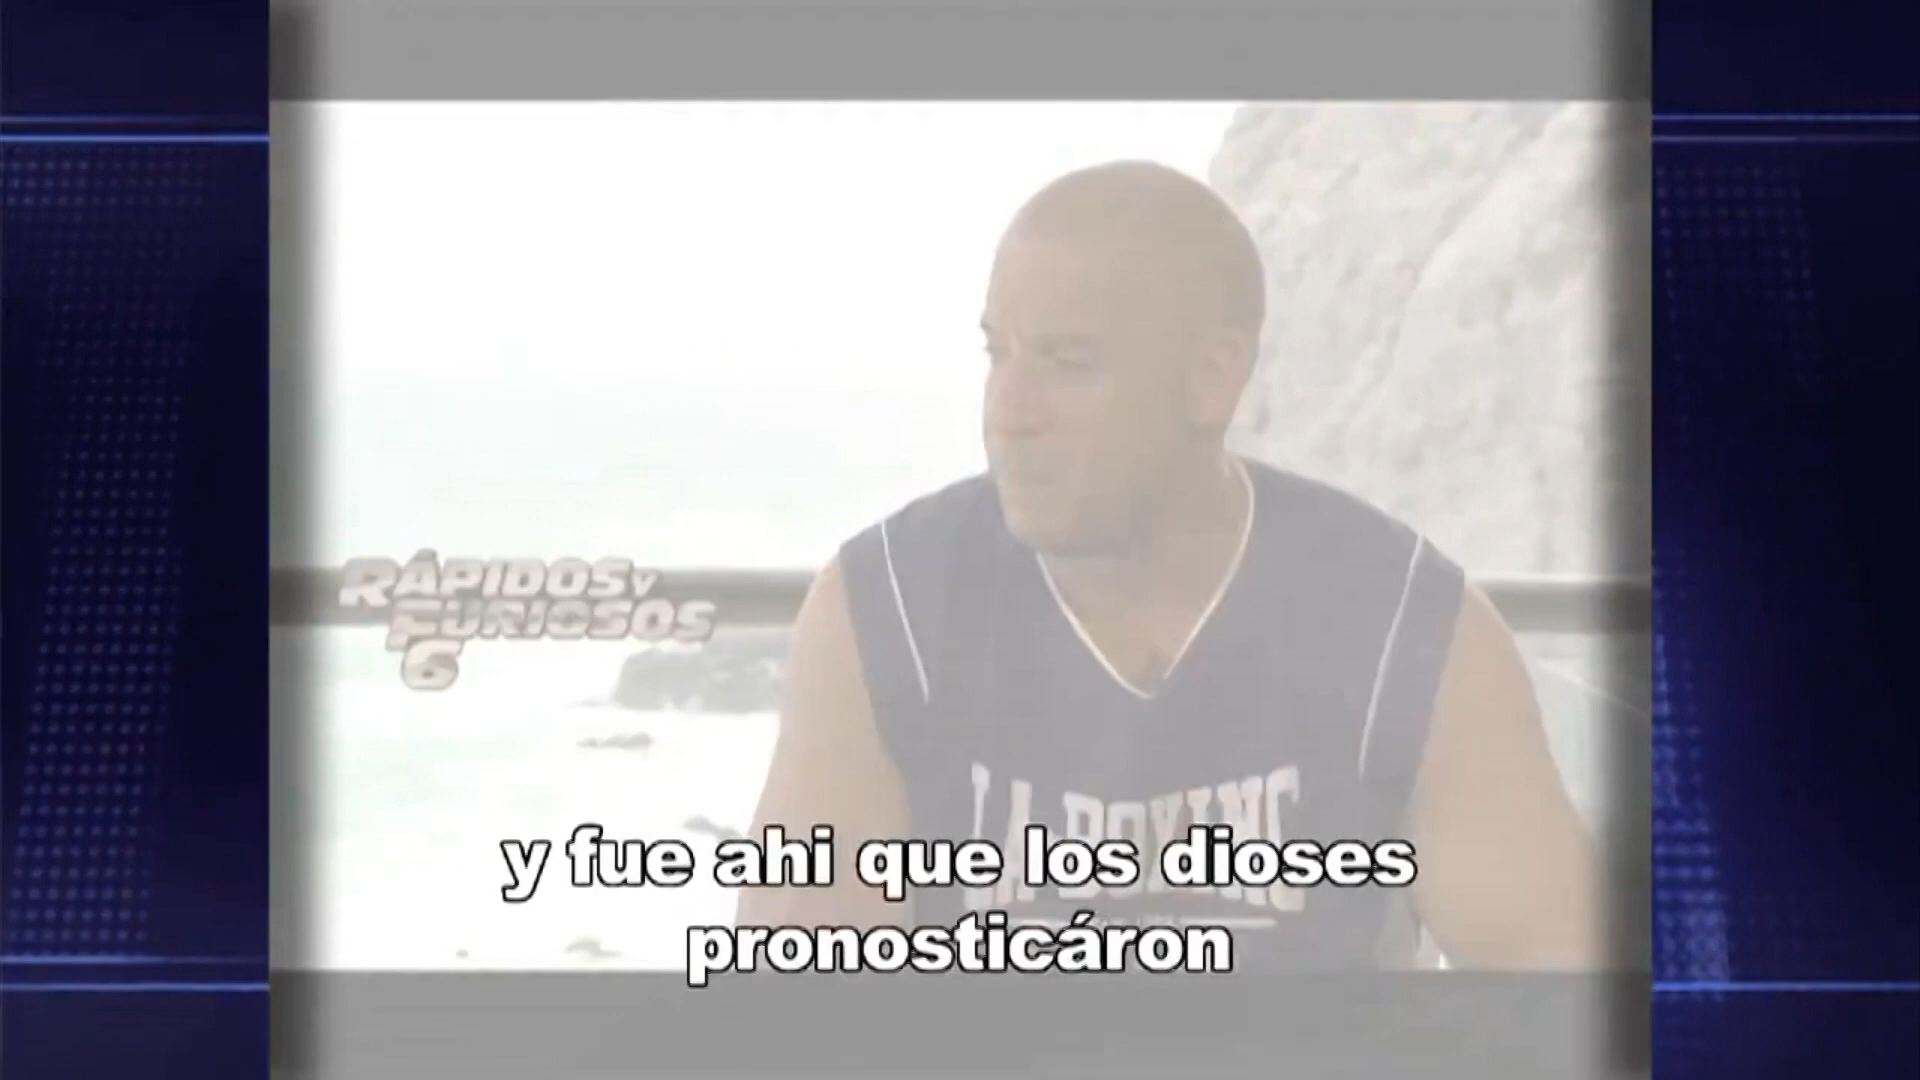 RÁPIDOS Y
FURIOSOS
6
LA BOXING
y fue ahi que los dioses
pronosticáron